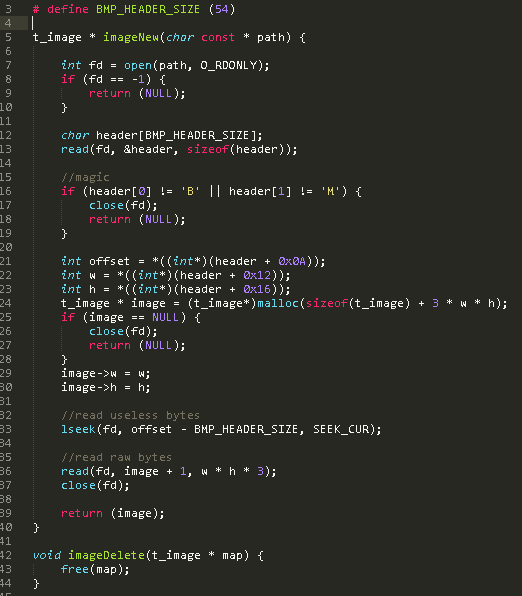 3 # define BMP_HEADER_SIZE (54)
4
5 t_image * imageNew(char const * path) {
6
7 int fd = open(path, O_RDONLY);
8 if (fd == -1) {
9 return (NULL);
10 }
11
12 char header[BMP_HEADER_SIZE];
13 read(fd, &header, sizeof(header));
14
15 //magic
16 if (header[0] != 'B' || header[1] != 'M') {
17 close(fd);
18 return (NULL);
19 }
20
21 int offset = *((int*)(header + 0x0A));
22 int w = *((int*)(header + 0x12));
23 int h = *((int*)(header + 0x16));
24 t_image * image = (t_image*)malloc(sizeof(t_image) + 3 * w * h);
25 if (image == NULL) {
26 close(fd);
27 return (NULL);
28 }
29 image->w = w;
30 image->h = h;
31
32 //read useless bytes
33 lseek(fd, offset - BMP_HEADER_SIZE, SEEK_CUR);
34
35 //read raw bytes
36 read(fd, image + 1, w * h * 3);
37 close(fd);
38
39 return (image);
40 }
41
42 void imageDelete(t_image * map) {
43 free(map);
44 }